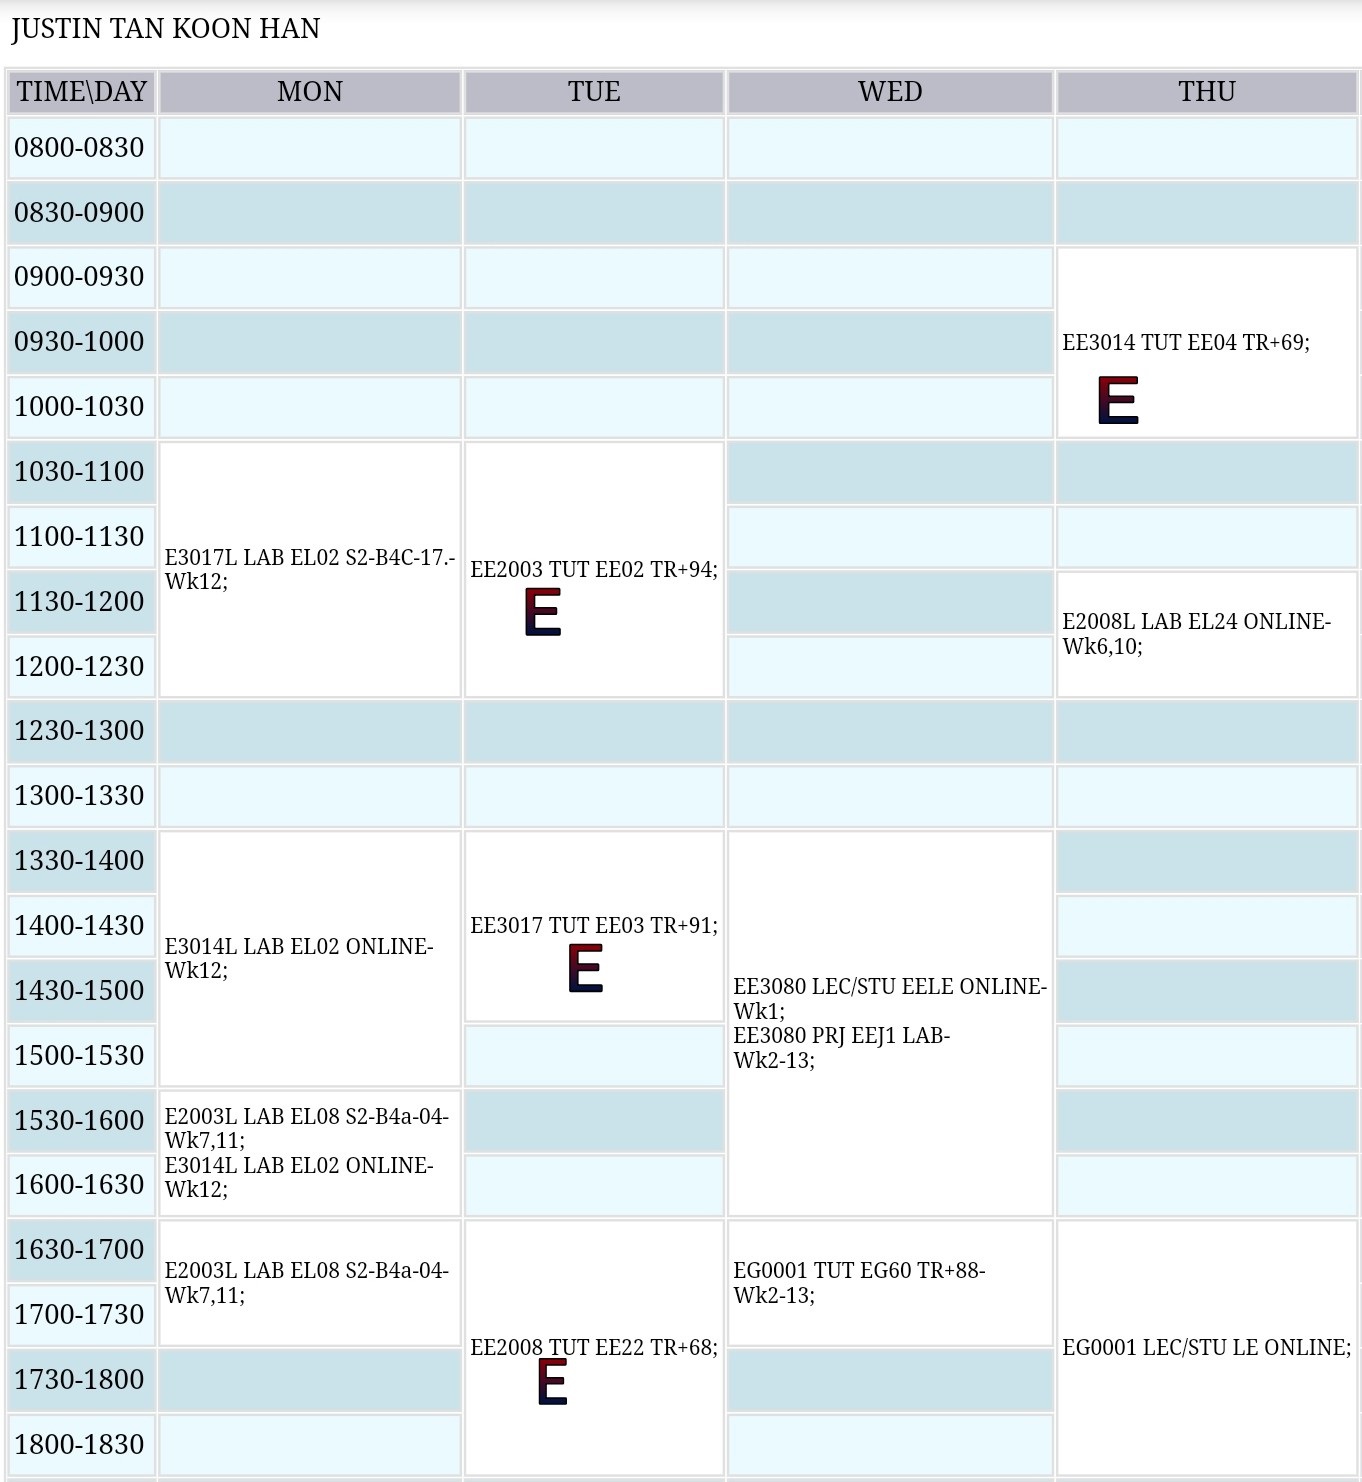 JUSTIN TAN KOON HAN
TIME\DAY MON TUE WED THU
0800-0830
0830-0900
0900-0930
0930-1000
EE3014 TUT EE04 TR+69;
E
1000-1030
1030-1100
1100-1130
E3017L LAB EL02 S2-B4C-17.-
Wk12;
EE2003 TUT EE02 TR+94;
E
1130-1200
E2008L LAB EL24 ONLINE-
Wk6,10;
1200-1230
1230-1300
1300-1330
1330-1400
1400-1430
E3014L LAB EL02 ONLINE-
Wk12;
EE3017 TUT EE03 TR+91;
E
1430-1500
EE3080 LEC/STU EELE ONLINE-
Wk1;
EE3080 PRJ EEJ1 LAB-
Wk2-13;
1500-1530
1530-1600
E2003L LAB EL08 S2-B4a-04-
Wk7,11;
E3014L LAB EL02 ONLINE-
Wk12;
1600-1630
1630-1700
E2003L LAB EL08 S2-B4a-04-
Wk7,11;
EG0001 TUT EG60 TR+88-
Wk2-13;
1700-1730
EE2008 TUT EE22 TR+68;
E
EG0001 LEC/STU LE ONLINE;
1730-1800
1800-1830